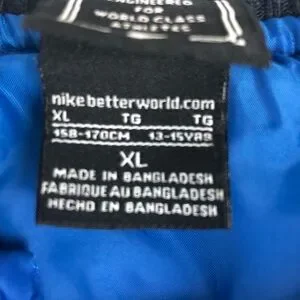 ENGINEERED
FOR
WORLD CLASS
ATHLETES
nikebetterworld.com
XL TG TG
158-170CM 13-15YRS
XL
MADE IN BANGLADESH
FABRIQUE AU BANGLADESH
HECHO EN BANGLADESH